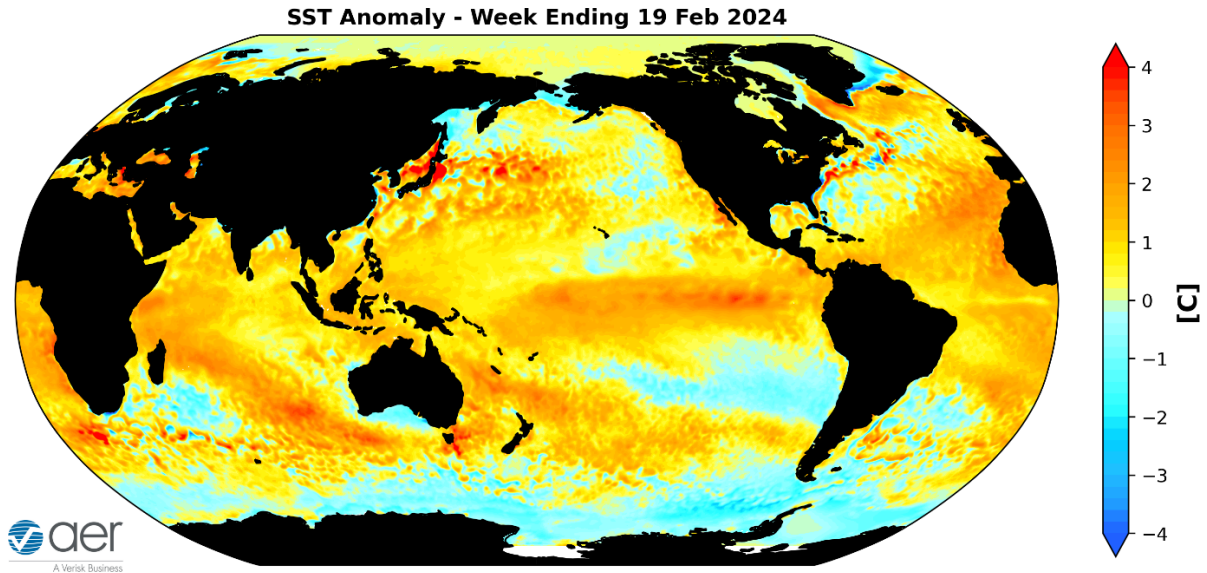 SST Anomaly - Week Ending 19 Feb 2024
4
3
2
1
0
−1
−2
−3
−4
[C]
aer
A Verisk Business